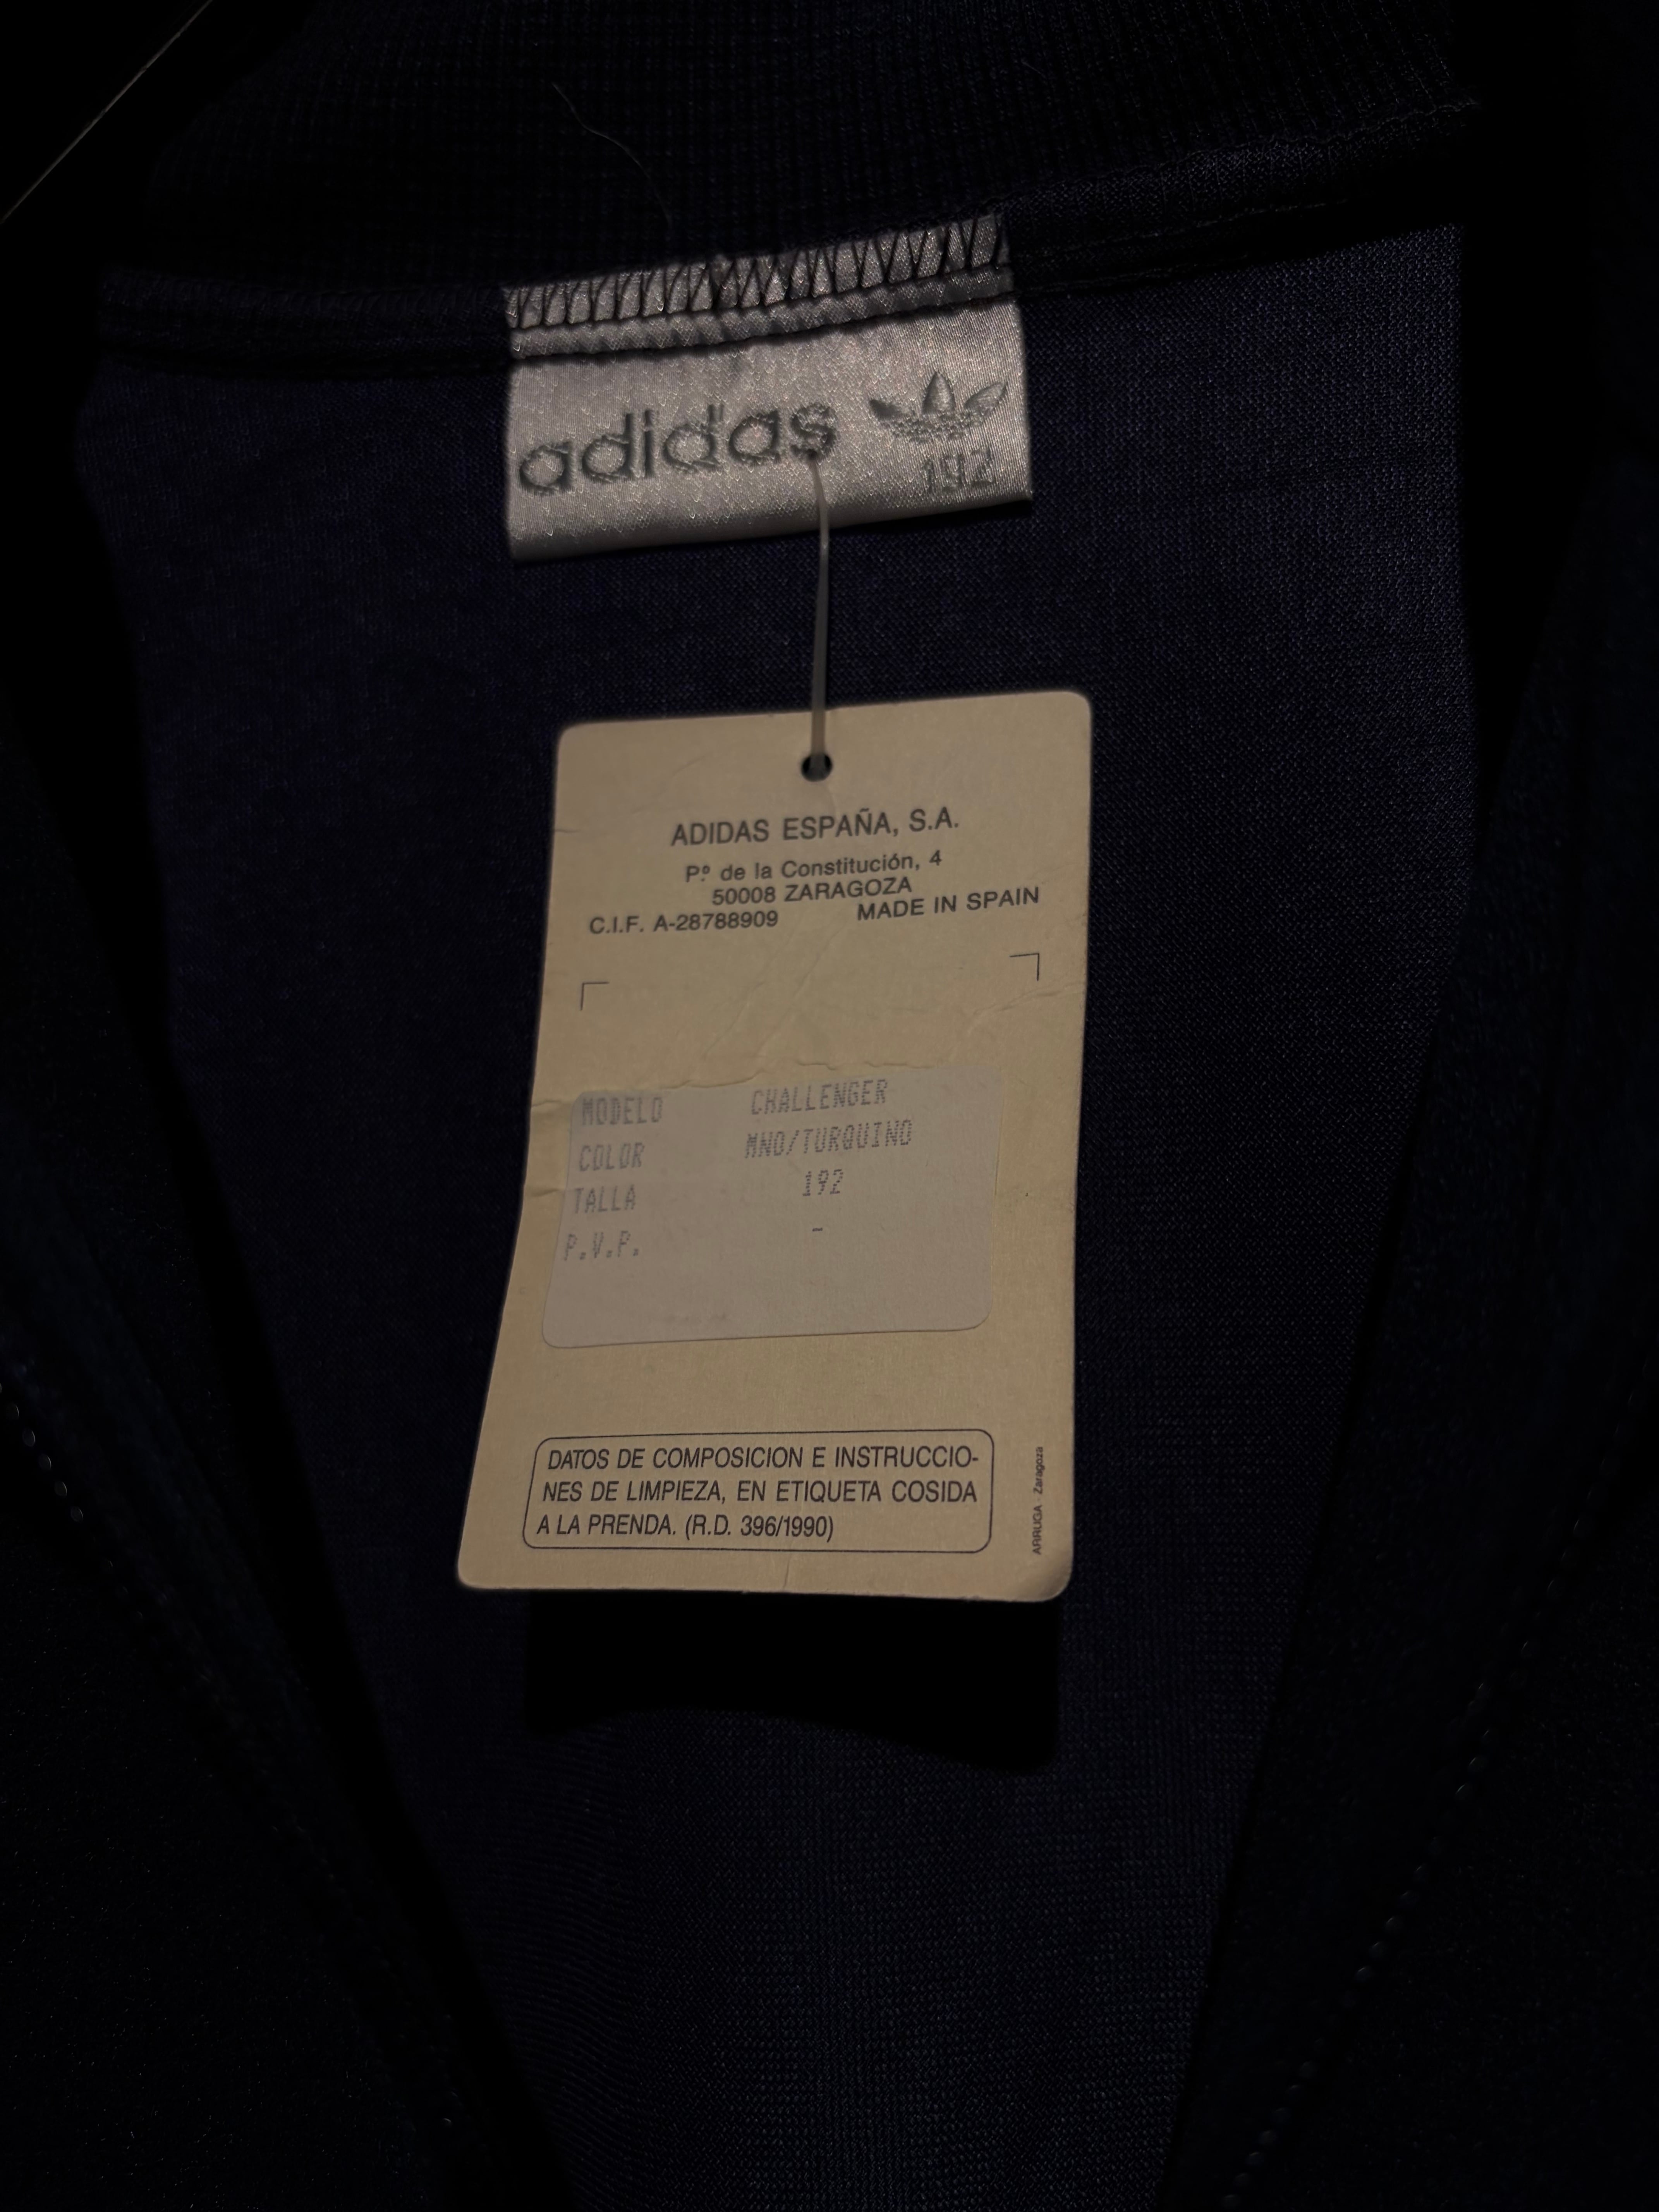 adidas
192
ADIDAS ESPAÑA, S.A.
Pº de la Constitución, 4
50008 ZARAGOZA
C.I.F. A-28788909 MADE IN SPAIN
MODELO CHALLENGER
COLOR MNO/TURQUINO
TALLA 192
P.V.P. -
DATOS DE COMPOSICION E INSTRUCCIO-
NES DE LIMPIEZA, EN ETIQUETA COSIDA
A LA PRENDA. (R.D. 396/1990)
ARRUGA - Zaragoza